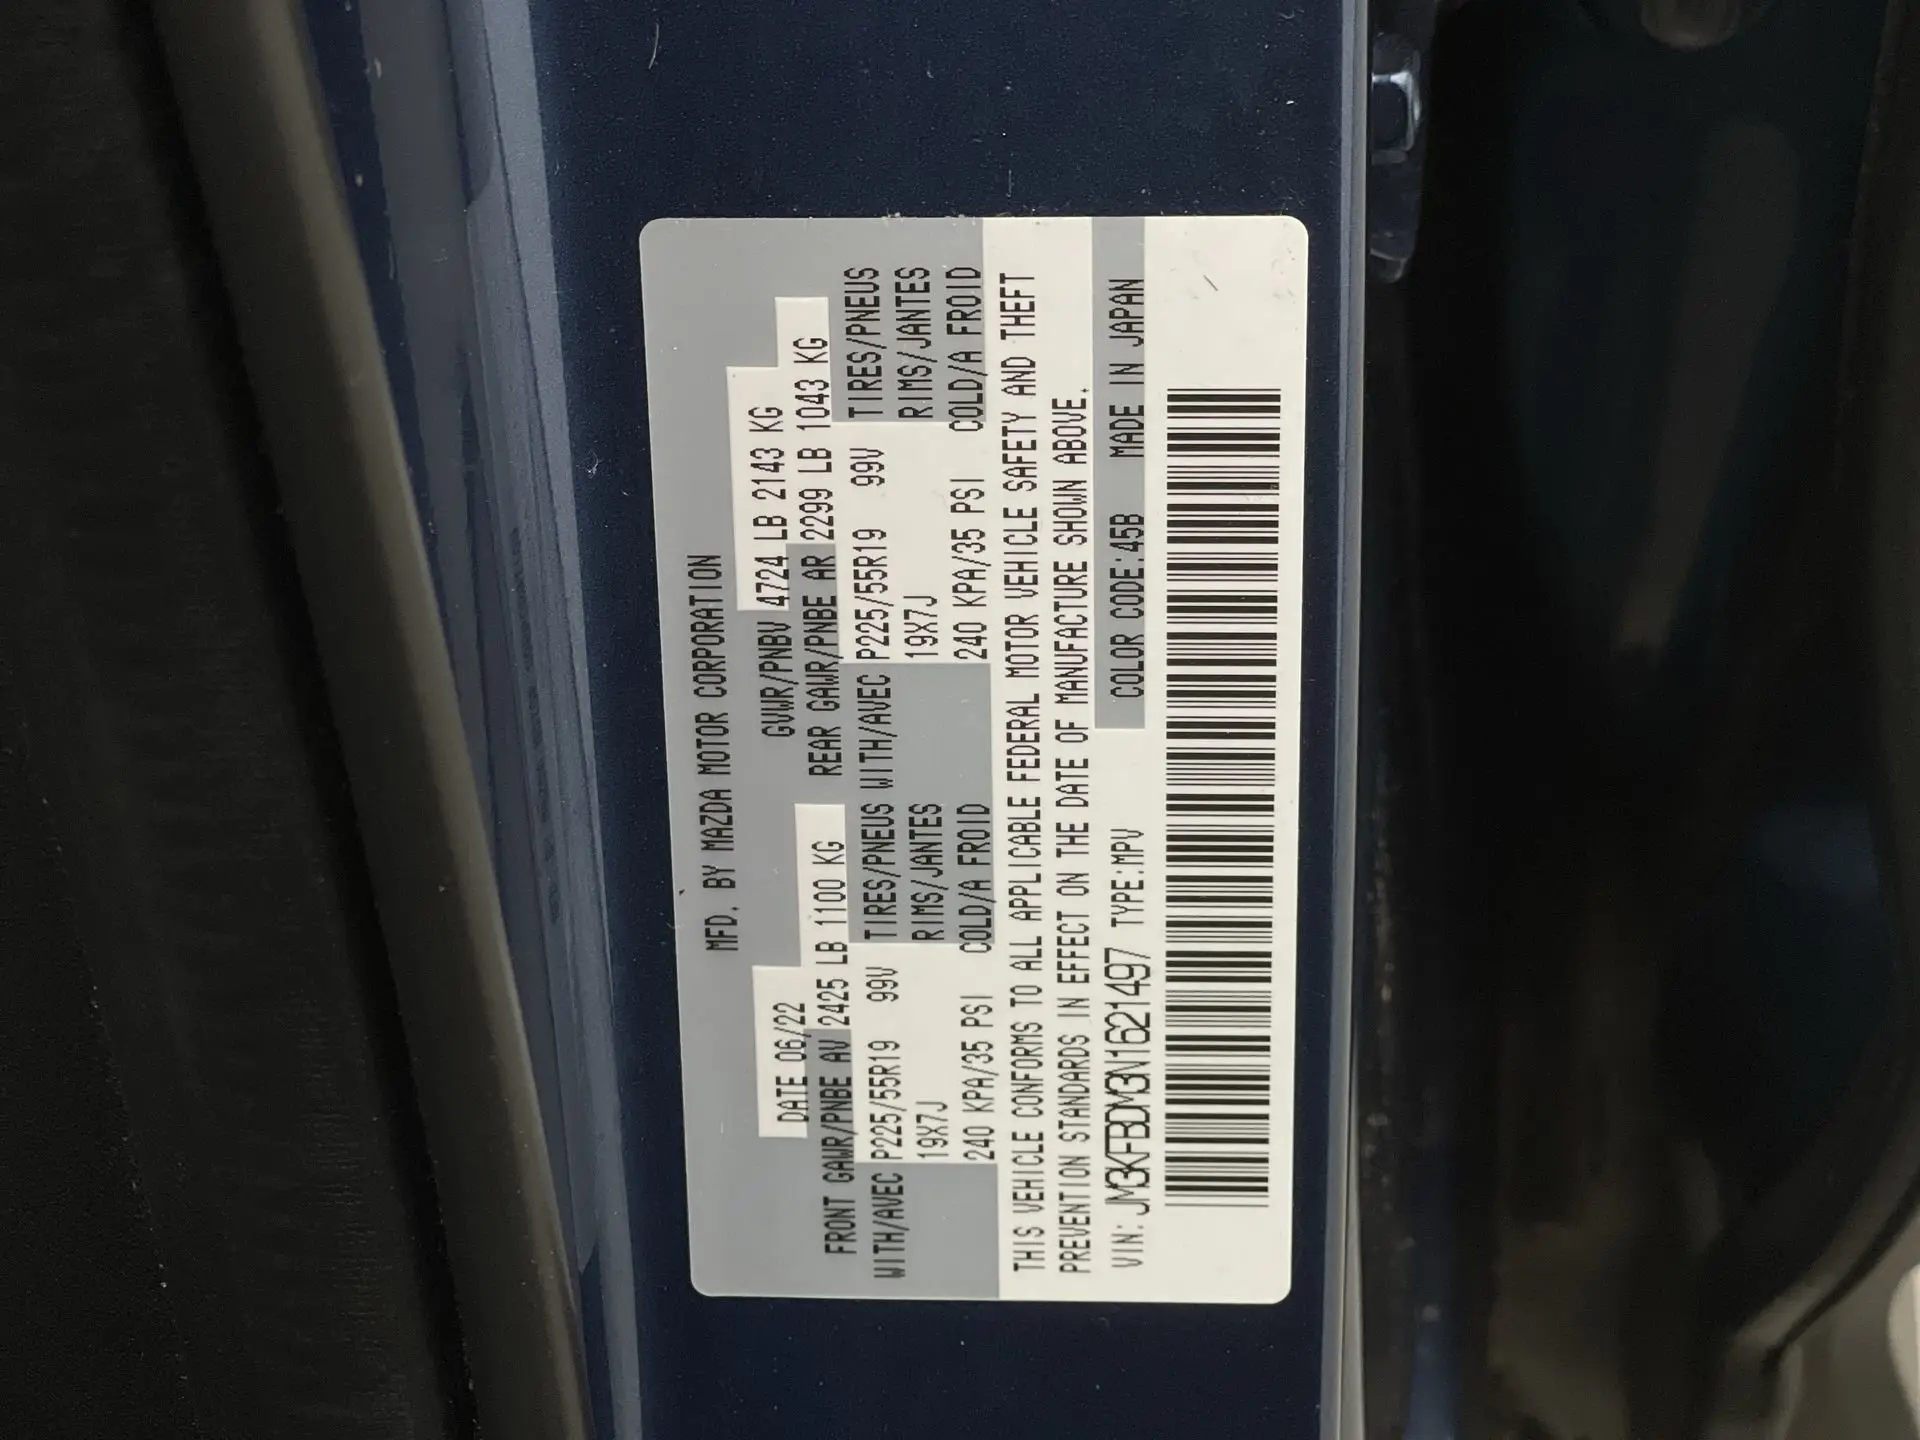 MFD. BY MAZDA MOTOR CORPORATION
DATE 06/22 GVWR/PNBV 4724 LB 2143 KG
FRONT GAWR/PNBE AV 2425 LB 1100 KG REAR GAWR/PNBE AR 2299 LB 1043 KG
WITH/AVEC P225/55R19 99V TIRES/PNEUS WITH/AVEC P225/55R19 99V TIRES/PNEUS
19X7J RIMS/JANTES 19X7J RIMS/JANTES
240 KPA/35 PSI COLD/A FROID 240 KPA/35 PSI COLD/A FROID
THIS VEHICLE CONFORMS TO ALL APPLICABLE FEDERAL MOTOR VEHICLE SAFETY AND THEFT
PREVENTION STANDARDS IN EFFECT ON THE DATE OF MANUFACTURE SHOWN ABOVE.
VIN: JM3KFBDM3N1621497 TYPE:MPV COLOR CODE:45B MADE IN JAPAN